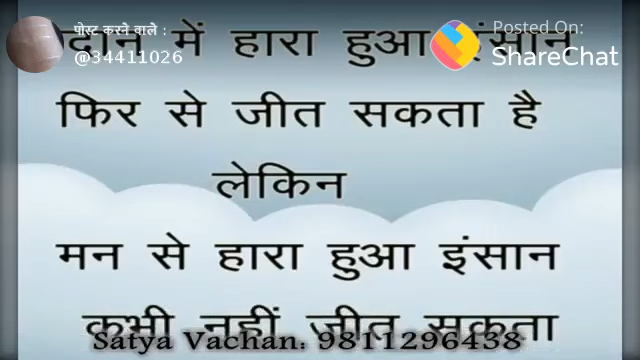 पोस्ट करने वाले :
@34411026
Posted On:
ShareChat
में हारा हुआ इंसान
फिर से जीत सकता है
लेकिन
मन से हारा हुआ इंसान
कभी नहीं जीत सकता
Satya Vachan: 9811296438